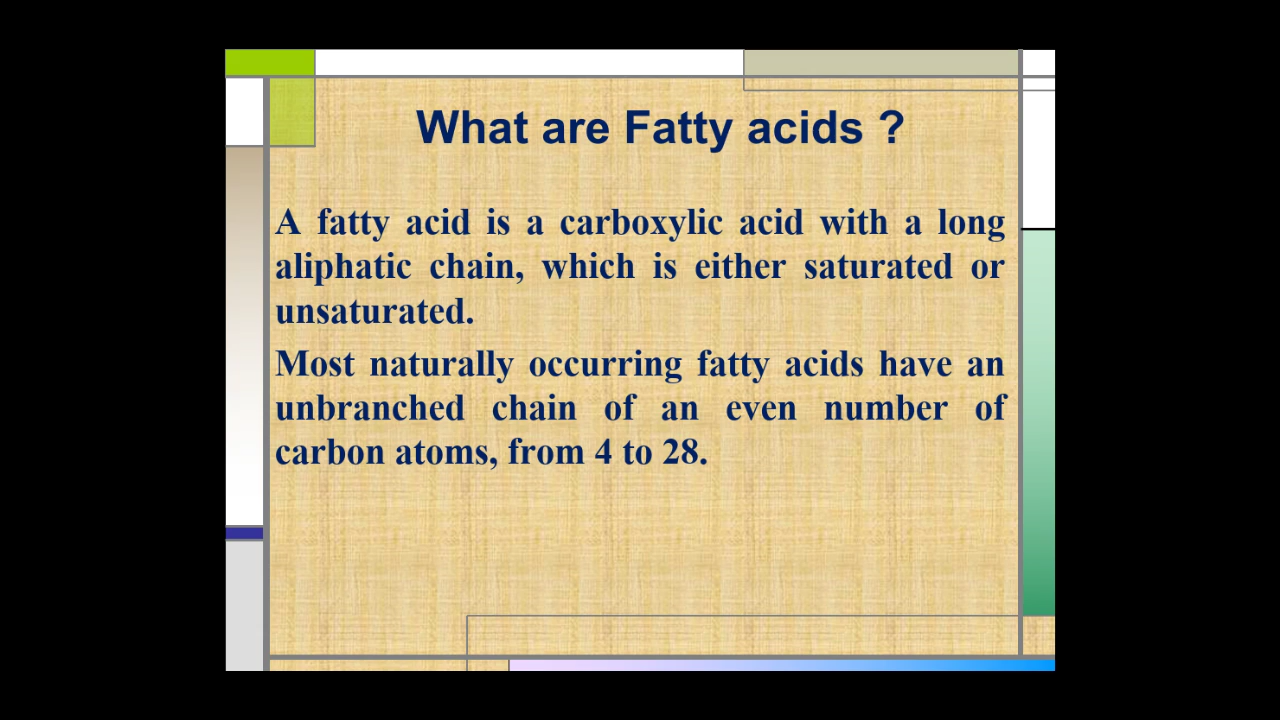 What are Fatty acids ?
A fatty acid is a carboxylic acid with a long
aliphatic chain, which is either saturated or
unsaturated.
Most naturally occurring fatty acids have an
unbranched chain of an even number of
carbon atoms, from 4 to 28.